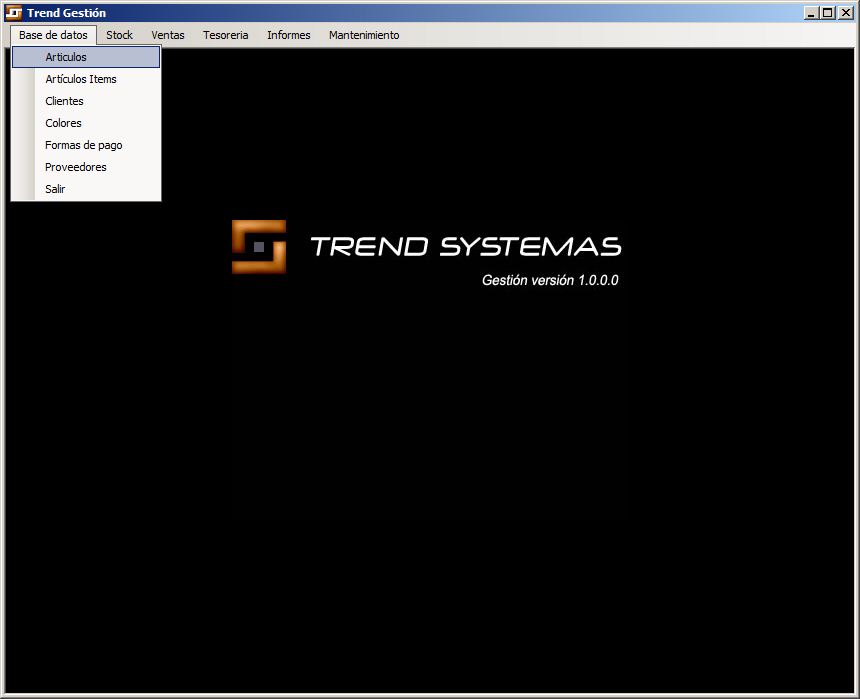 Trend Gestión
Base de datos Stock Ventas Tesoreria Informes Mantenimiento
Articulos
Artículos Items
Clientes
Colores
Formas de pago
Proveedores
Salir
TREND SYSTEMAS
Gestión versión 1.0.0.0